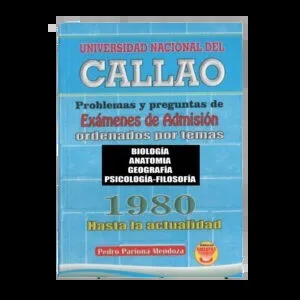 UNIVERSIDAD NACIONAL DEL
CALLAO
Problemas y preguntas de
Exámenes de Admisión
ordenados por temas
BIOLOGÍA
ANATOMIA
GEOGRAFÍA
PSICOLOGÍA-FILOSOFÍA
1980
Hasta la actualidad
Pedro Pariona Mendoza